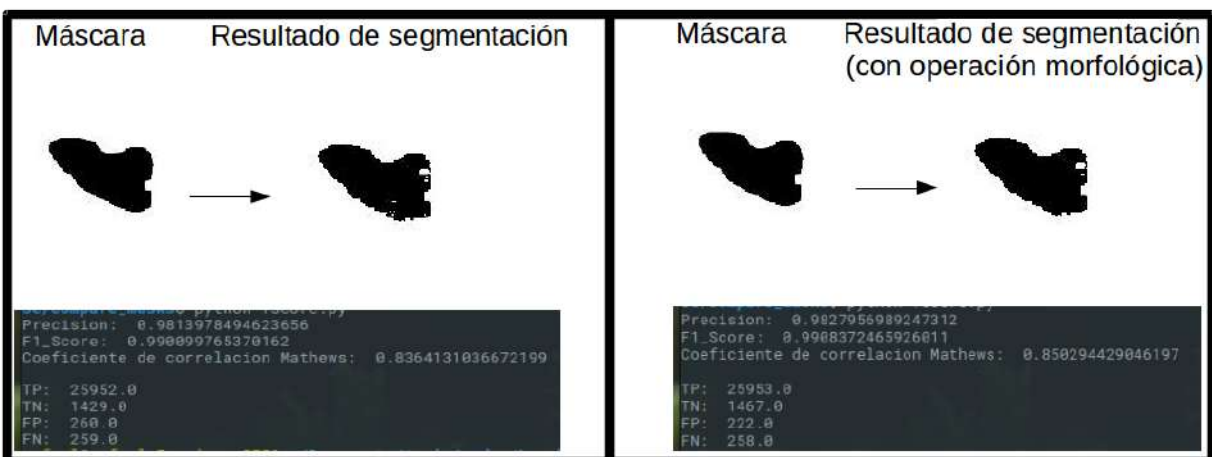 Máscara
Resultado de segmentación
python fscore.py
Precision: 0.9813978494623656
F1_Score: 0.990099765370162
Coeficiente de correlacion Mathews: 0.8364131036672199
TP: 25952.0
TN: 1429.0
FP: 260.0
FN: 259.0
Máscara
Resultado de segmentación
(con operación morfológica)
Precision: 0.9827956989247312
F1_Score: 0.9908372465926011
Coeficiente de correlacion Mathews: 0.850294429046197
TP: 25953.0
TN: 1467.0
FP: 222.0
FN: 258.0